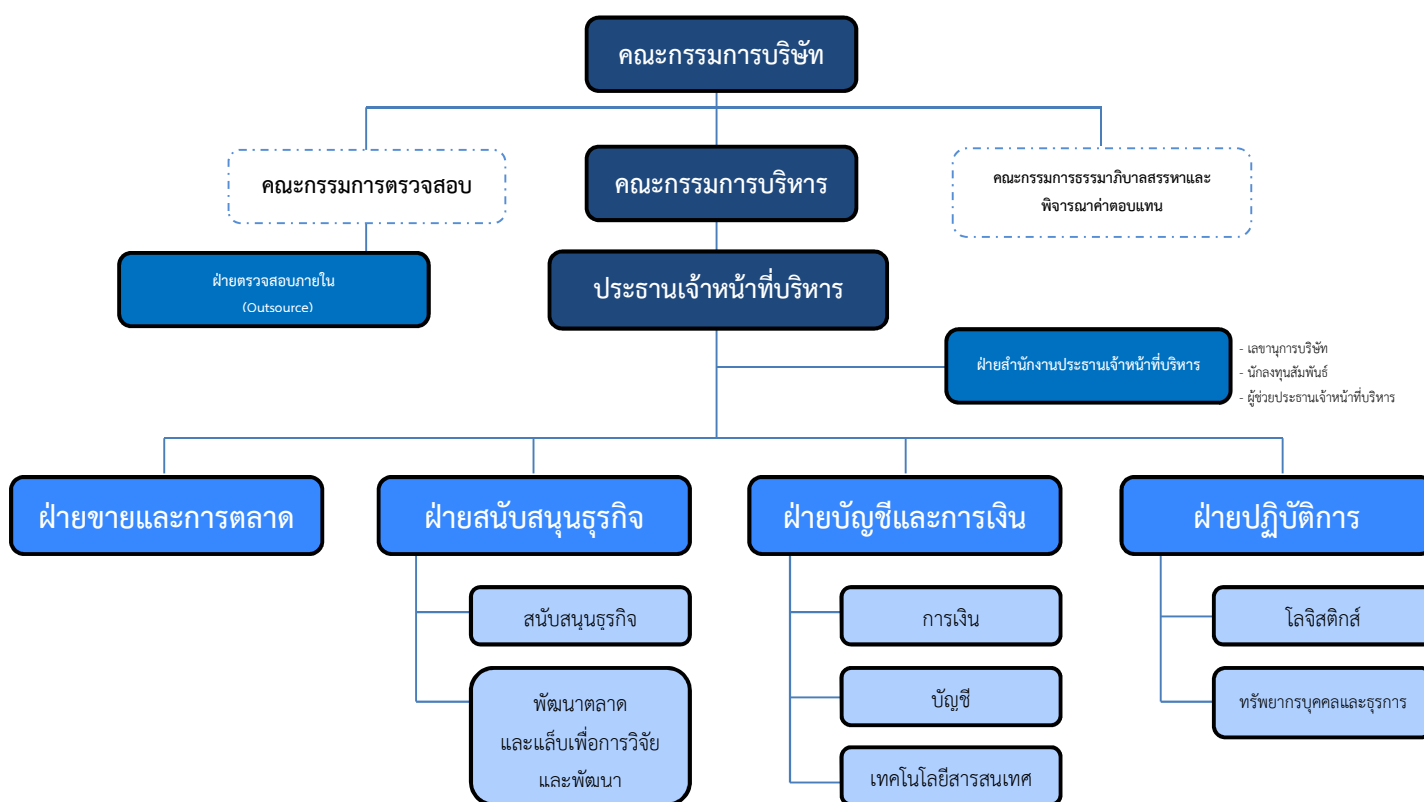 คณะกรรมการบริษัท
คณะกรรมการตรวจสอบ
คณะกรรมการบริหาร
คณะกรรมการธรรมาภิบาลสรรหาและ
พิจารณาค่าตอบแทน
ฝ่ายตรวจสอบภายใน
(Outsource)
ประธานเจ้าหน้าที่บริหาร
ฝ่ายสำนักงานประธานเจ้าหน้าที่บริหาร
- เลขานุการบริษัท
- นักลงทุนสัมพันธ์
- ผู้ช่วยประธานเจ้าหน้าที่บริหาร
ฝ่ายขายและการตลาด
ฝ่ายสนับสนุนธุรกิจ
ฝ่ายบัญชีและการเงิน
ฝ่ายปฏิบัติการ
สนับสนุนธุรกิจ
การเงิน
โลจิสติกส์
พัฒนาตลาด
และแล็บเพื่อการวิจัย
และพัฒนา
บัญชี
ทรัพยากรบุคคลและธุรการ
เทคโนโลยีสารสนเทศ